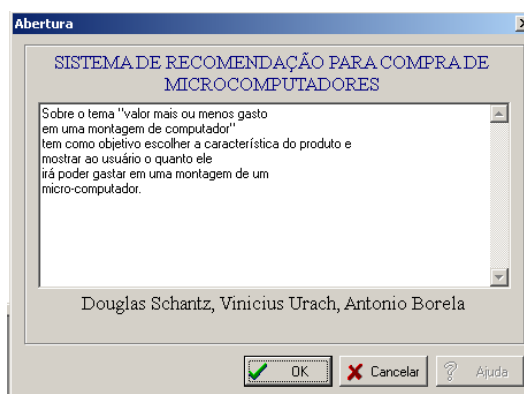 Abertura
SISTEMA DE RECOMENDAÇÃO PARA COMPRA DE
MICROCOMPUTADORES
Sobre o tema "valor mais ou menos gasto
em uma montagem de computador"
tem como objetivo escolher a característica do produto e
mostrar ao usuário o quanto ele
irá poder gastar em uma montagem de um
micro-computador.
Douglas Schantz, Vinicius Urach, Antonio Borela
OK
Cancelar
Ajuda